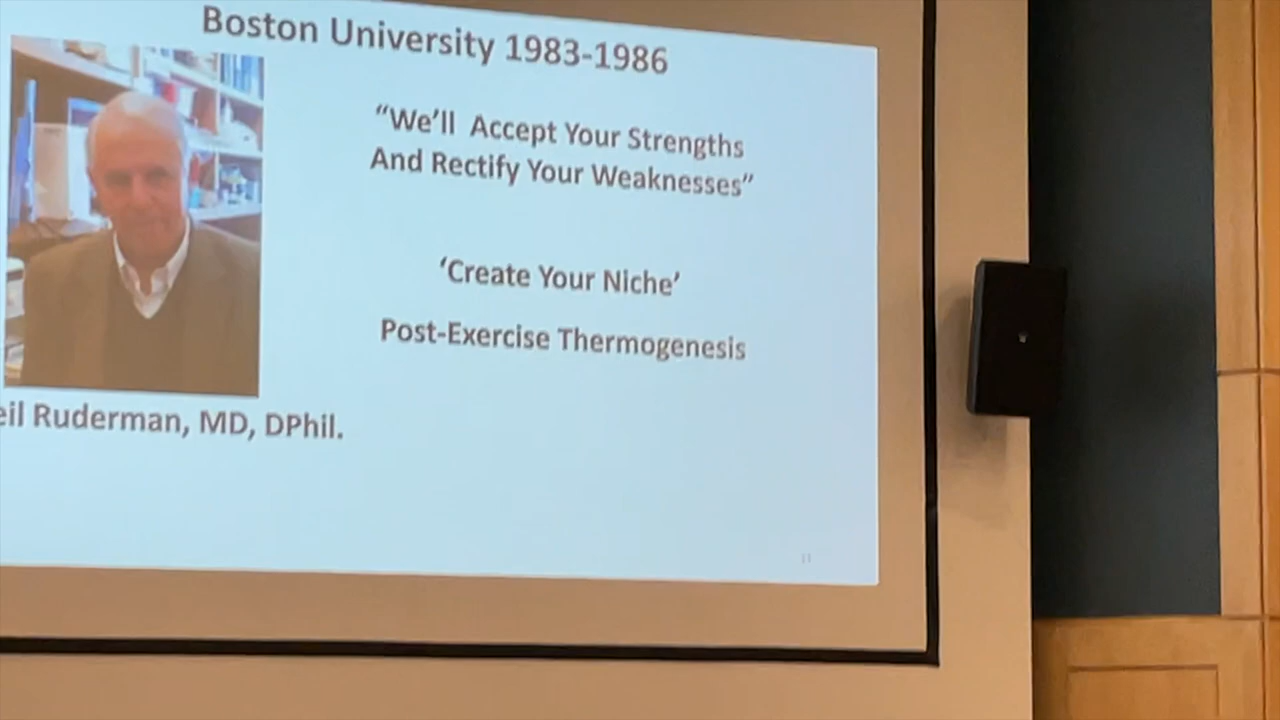 Boston University 1983-1986
“We’ll Accept Your Strengths
And Rectify Your Weaknesses”
‘Create Your Niche’
Post-Exercise Thermogenesis
eil Ruderman, MD, DPhil.
11